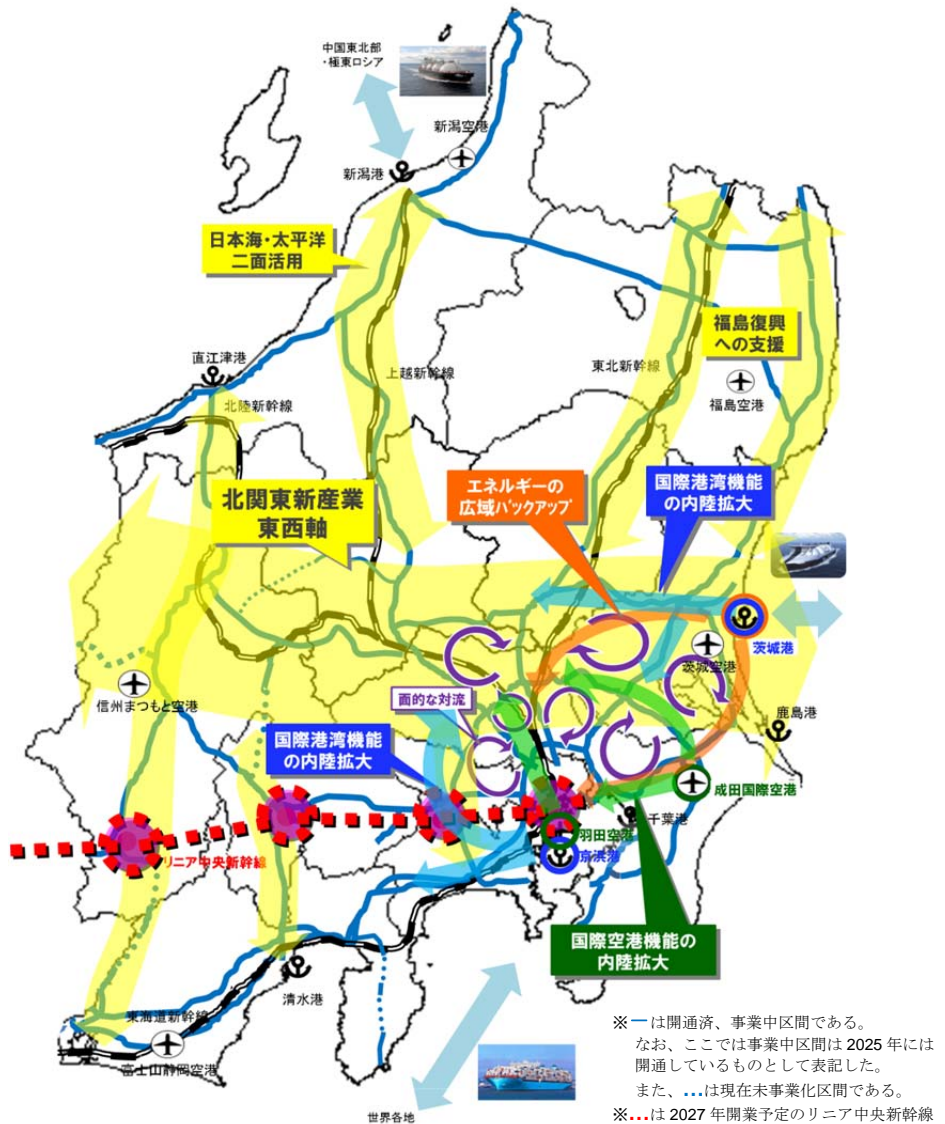 中国東北部
・極東ロシア
新潟空港
新潟港
日本海・太平洋
二面活用
福島復興
への支援
直江津港
上越新幹線
東北新幹線
福島空港
北陸新幹線
北関東新産業
東西軸
エネルギーの
広域バックアップ
国際港湾機能
の内陸拡大
茨城港
茨城空港
信州まつもと空港
面的な対流
鹿島港
国際港湾機能
の内陸拡大
成田国際空港
千葉港
羽田空港
京浜港
リニア中央新幹線
国際空港機能の
内陸拡大
清水港
東海道新幹線
富士山静岡空港
世界各地
※━は開通済、事業中区間である。
なお、ここでは事業中区間は 2025 年には
開通しているものとして表記した。
また、…は現在未事業化区間である。
※…は 2027 年開業予定のリニア中央新幹線